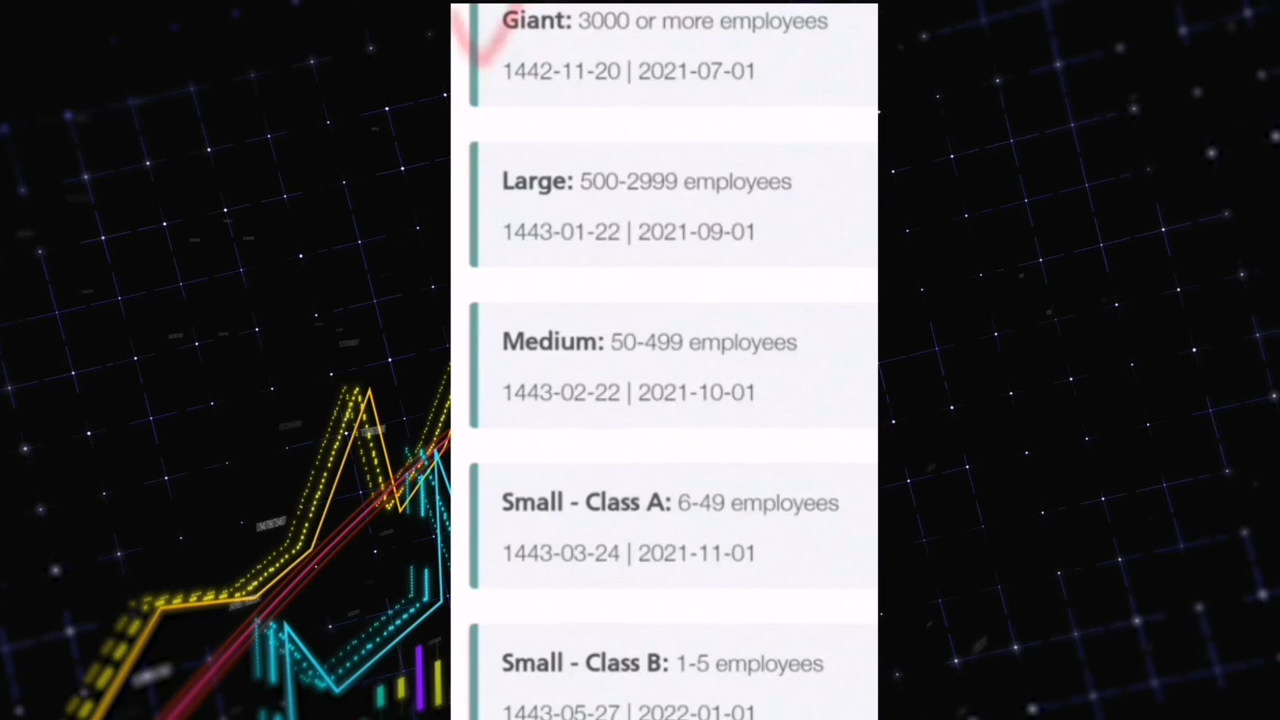 Giant: 3000 or more employees
1442-11-20 | 2021-07-01
Large: 500-2999 employees
1443-01-22 | 2021-09-01
Medium: 50-499 employees
1443-02-22 | 2021-10-01
Small - Class A: 6-49 employees
1443-03-24 | 2021-11-01
Small - Class B: 1-5 employees
1443-05-27 | 2022-01-01